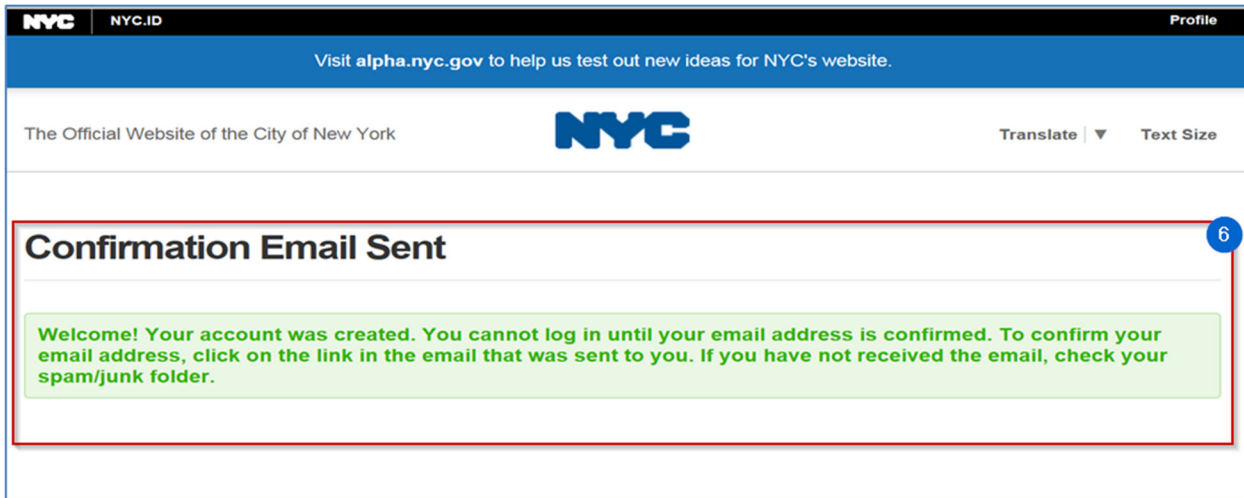 NYC NYC.ID Profile
Visit alpha.nyc.gov to help us test out new ideas for NYC's website.
The Official Website of the City of New York NYC Translate ▼ Text Size
6
Confirmation Email Sent
Welcome! Your account was created. You cannot log in until your email address is confirmed. To confirm your
email address, click on the link in the email that was sent to you. If you have not received the email, check your
spam/junk folder.